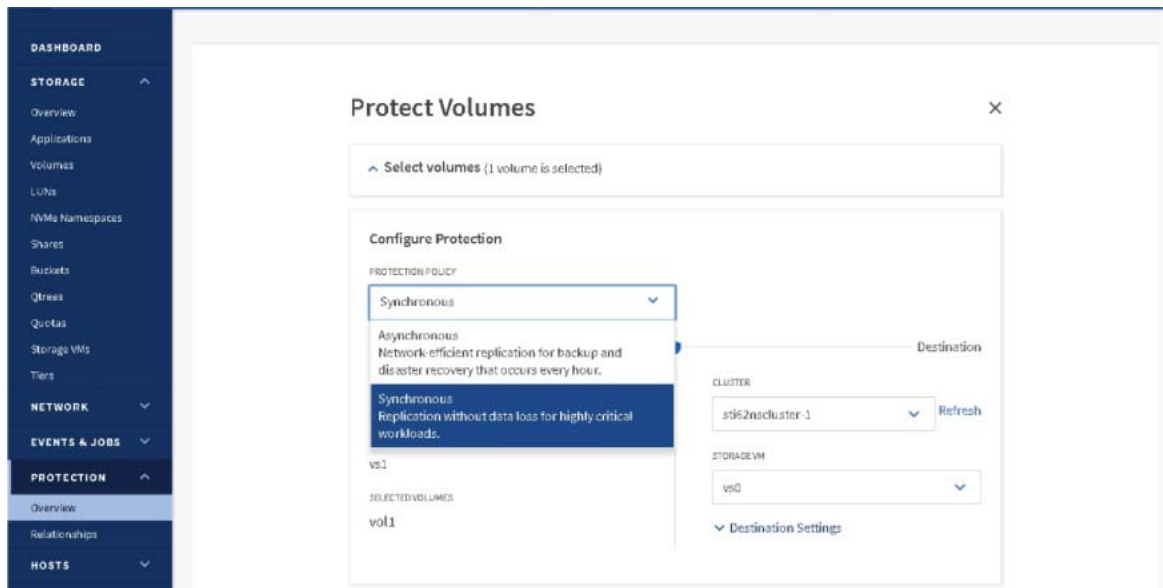 DASHBOARD
STORAGE
Overview
Applications
Volumes
LUNs
NVMe Namespaces
Shares
Buckets
Qtrees
Quotas
Storage VMs
Tiers
NETWORK
EVENTS & JOBS
PROTECTION
Overview
Relationships
HOSTS
Protect Volumes
Select volumes (1 volume is selected)
Configure Protection
PROTECTION POLICY
Synchronous
Asynchronous
Network-efficient replication for backup and
disaster recovery that occurs every hour.
Synchronous
Replication without data loss for highly critical
workloads.
vs1
SELECTED VOLUMES
vol1
Destination
CLUSTER
sti62nscluster-1
Refresh
STORAGE VM
vs0
Destination Settings